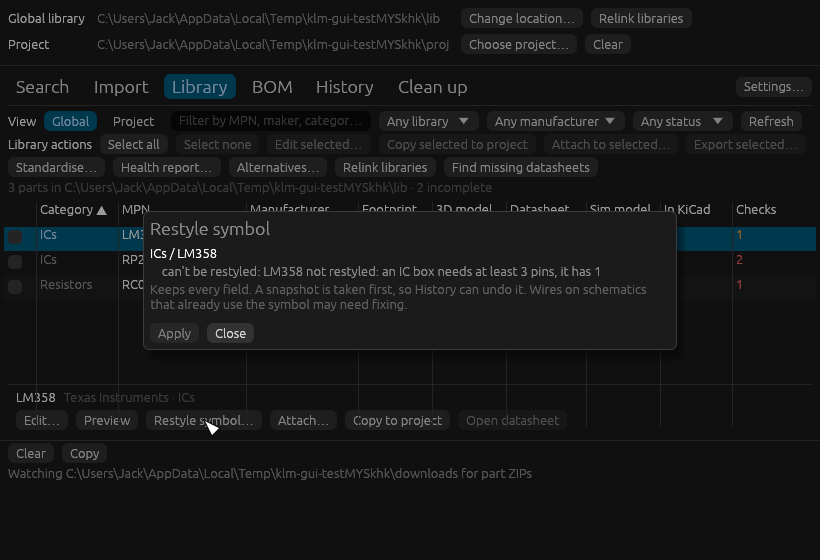 Global library C:\Users\Jack\AppData\Local\Temp\klm-gui-testMYSkhk\lib Change location… Relink libraries
Project C:\Users\Jack\AppData\Local\Temp\klm-gui-testMYSkhk\proj Choose project… Clear
Search Import Library BOM History Clean up Settings…
View Global Project Filter by MPN, maker, categor… Any library Any manufacturer Any status Refresh
Library actions Select all Select none Edit selected… Copy selected to project Attach to selected… Export selected…
Standardise… Health report… Alternatives… Relink libraries Find missing datasheets
3 parts in C:\Users\Jack\AppData\Local\Temp\klm-gui-testMYSkhk\lib · 2 incomplete
Category ▲ MPN Manufacturer Footprint 3D model Datasheet Sim model In KiCad Checks
ICs 1
ICs RP2 2
Resistors RC0 1
Restyle symbol
ICs / LM358
can't be restyled: LM358 not restyled: an IC box needs at least 3 pins, it has 1
Keeps every field. A snapshot is taken first, so History can undo it. Wires on schematics
that already use the symbol may need fixing.
Apply Close
LM358 Texas Instruments · ICs
Edit… Preview Restyle symbol… Attach… Copy to project Open datasheet
Clear Copy
Watching C:\Users\Jack\AppData\Local\Temp\klm-gui-testMYSkhk\downloads for part ZIPs